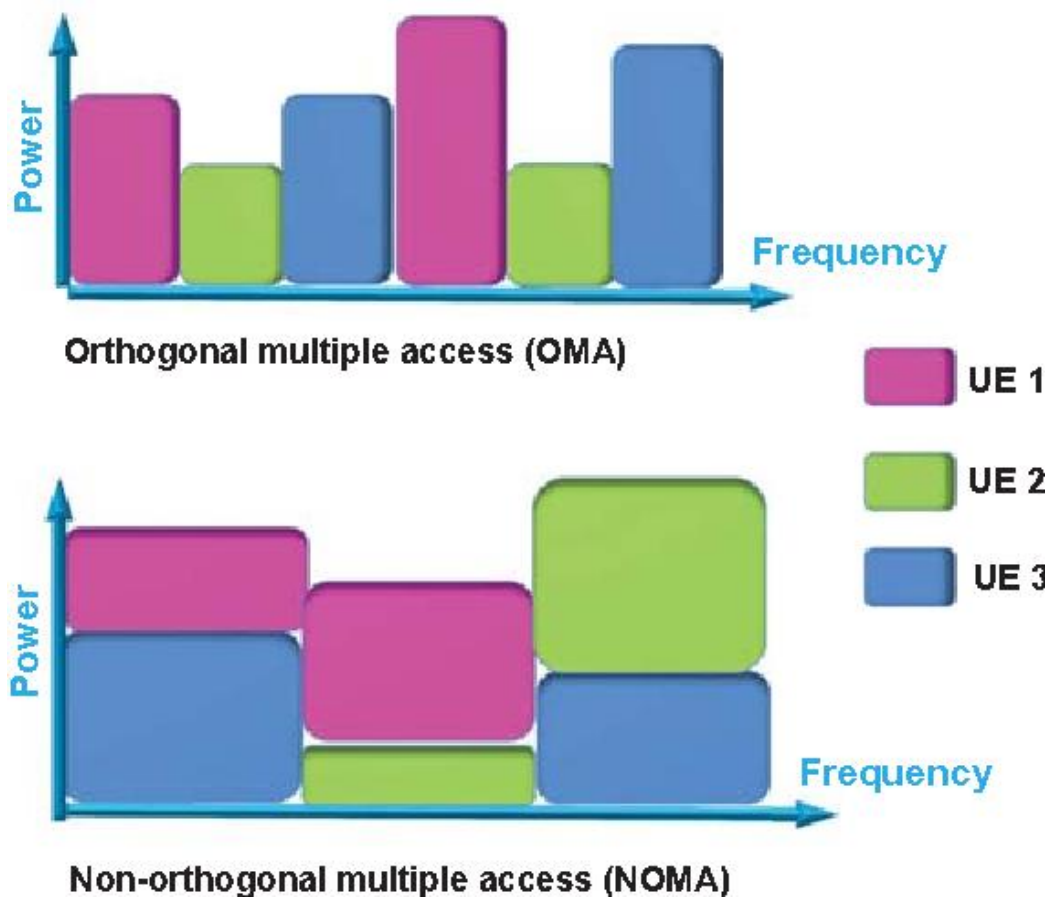 Power
Frequency
Orthogonal multiple access (OMA)
UE 1
UE 2
UE 3
Power
Frequency
Non-orthogonal multiple access (NOMA)